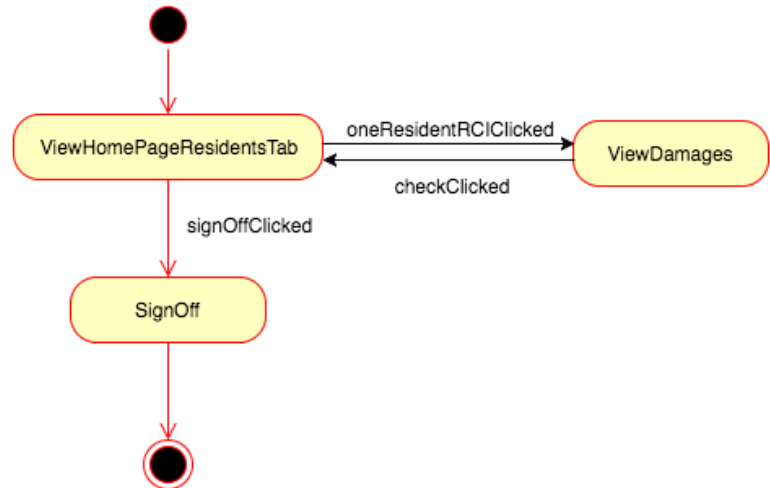 ViewHomePageResidentsTab
oneResidentRCIClicked
ViewDamages
checkClicked
signOffClicked
SignOff